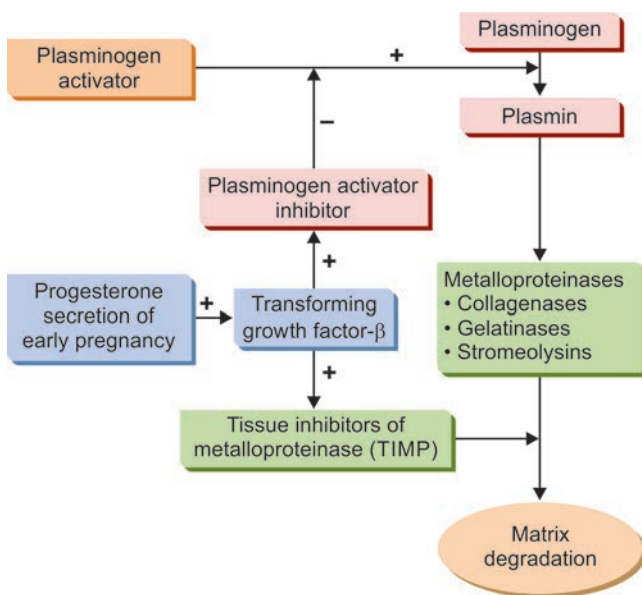 Plasminogen
activator
+
Plasminogen
Plasmin
–
Plasminogen activator
inhibitor
+
Progesterone
secretion of
early pregnancy
+
Transforming
growth factor-β
+
Metalloproteinases
• Collagenases
• Gelatinases
• Stromeolysins
Tissue inhibitors of
metalloproteinase (TIMP)
Matrix
degradation